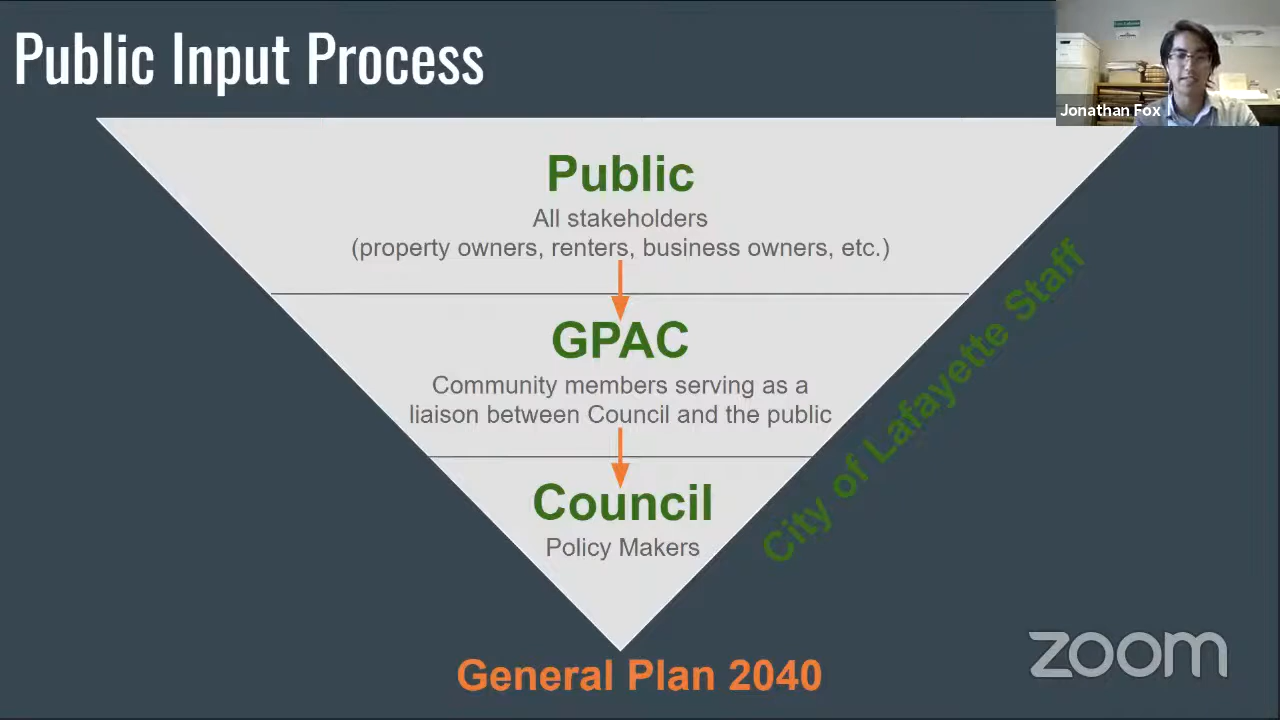 Public Input Process
Jonathan Fox
Public
All stakeholders
(property owners, renters, business owners, etc.)
GPAC
Community members serving as a
liaison between Council and the public
Council
Policy Makers
City of Lafayette Staff
General Plan 2040
zoom